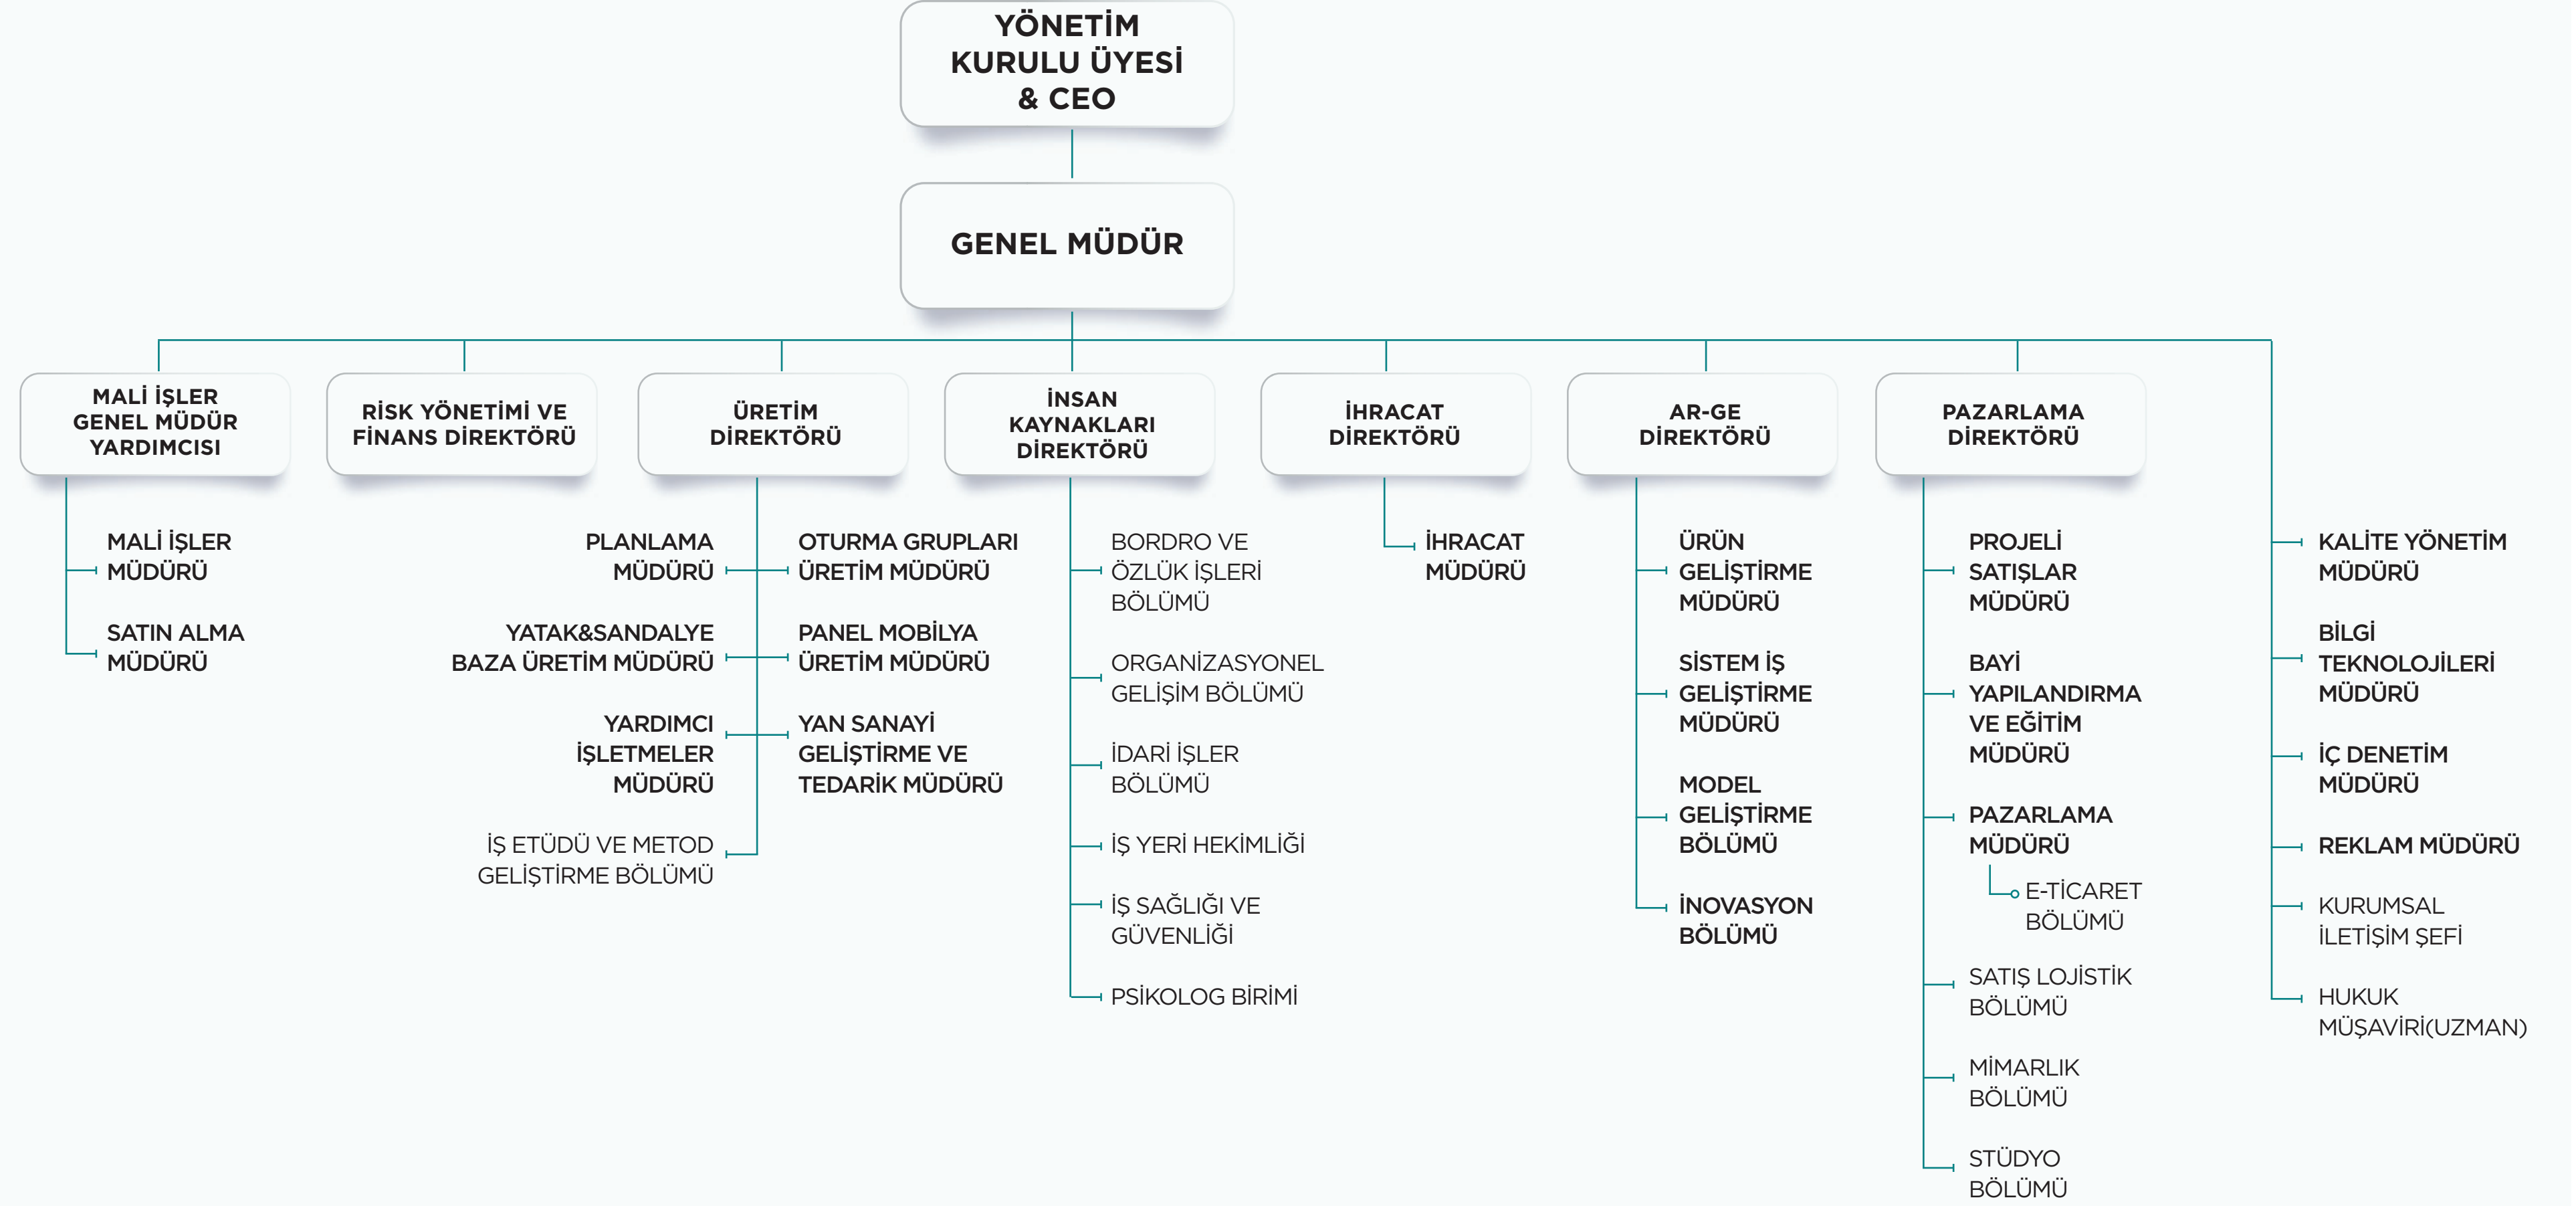 YÖNETİM
KURULU ÜYESİ
& CEO
GENEL MÜDÜR
MALİ İŞLER
GENEL MÜDÜR
YARDIMCISI
RİSK YÖNETİMİ VE
FİNANS DİREKTÖRÜ
ÜRETİM
DİREKTÖRÜ
İNSAN
KAYNAKLARI
DİREKTÖRÜ
İHRACAT
DİREKTÖRÜ
AR-GE
DİREKTÖRÜ
PAZARLAMA
DİREKTÖRÜ
MALİ İŞLER
MÜDÜRÜ
SATIN ALMA
MÜDÜRÜ
PLANLAMA
MÜDÜRÜ
YATAK&SANDALYE
BAZA ÜRETİM MÜDÜRÜ
YARDIMCI
İŞLETMELER
MÜDÜRÜ
İŞ ETÜDÜ VE METOD
GELİŞTİRME BÖLÜMÜ
OTURMA GRUPLARI
ÜRETİM MÜDÜRÜ
PANEL MOBİLYA
ÜRETİM MÜDÜRÜ
YAN SANAYİ
GELİŞTİRME VE
TEDARİK MÜDÜRÜ
BORDRO VE
ÖZLÜK İŞLERİ
BÖLÜMÜ
ORGANİZASYONEL
GELİŞİM BÖLÜMÜ
İDARİ İŞLER
BÖLÜMÜ
İŞ YERİ HEKİMLİĞİ
İŞ SAĞLIĞI VE
GÜVENLİĞİ
PSİKOLOG BİRİMİ
İHRACAT
MÜDÜRÜ
ÜRÜN
GELİŞTİRME
MÜDÜRÜ
SİSTEM İŞ
GELİŞTİRME
MÜDÜRÜ
MODEL
GELİŞTİRME
BÖLÜMÜ
İNOVASYON
BÖLÜMÜ
PROJELİ
SATIŞLAR
MÜDÜRÜ
BAYİ
YAPILANDIRMA
VE EĞİTİM
MÜDÜRÜ
PAZARLAMA
MÜDÜRÜ
E-TİCARET
BÖLÜMÜ
SATIŞ LOJİSTİK
BÖLÜMÜ
MİMARLIK
BÖLÜMÜ
STÜDYO
BÖLÜMÜ
KALİTE YÖNETİM
MÜDÜRÜ
BİLGİ
TEKNOLOJİLERİ
MÜDÜRÜ
İÇ DENETİM
MÜDÜRÜ
REKLAM MÜDÜRÜ
KURUMSAL
İLETİŞİM ŞEFİ
HUKUK
MÜŞAVİRİ(UZMAN)